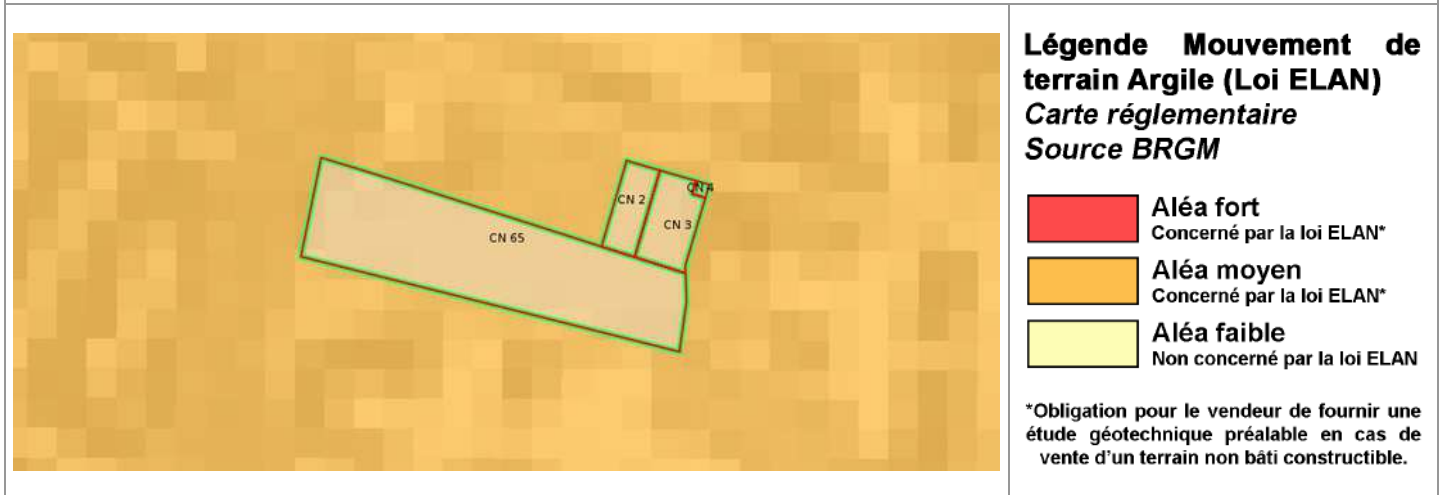 CN 2
CN 4
CN 3
CN 65
Légende Mouvement de
terrain Argile (Loi ELAN)
Carte réglementaire
Source BRGM
Aléa fort
Concerné par la loi ELAN*
Aléa moyen
Concerné par la loi ELAN*
Aléa faible
Non concerné par la loi ELAN
*Obligation pour le vendeur de fournir une
étude géotechnique préalable en cas de
vente d'un terrain non bâti constructible.